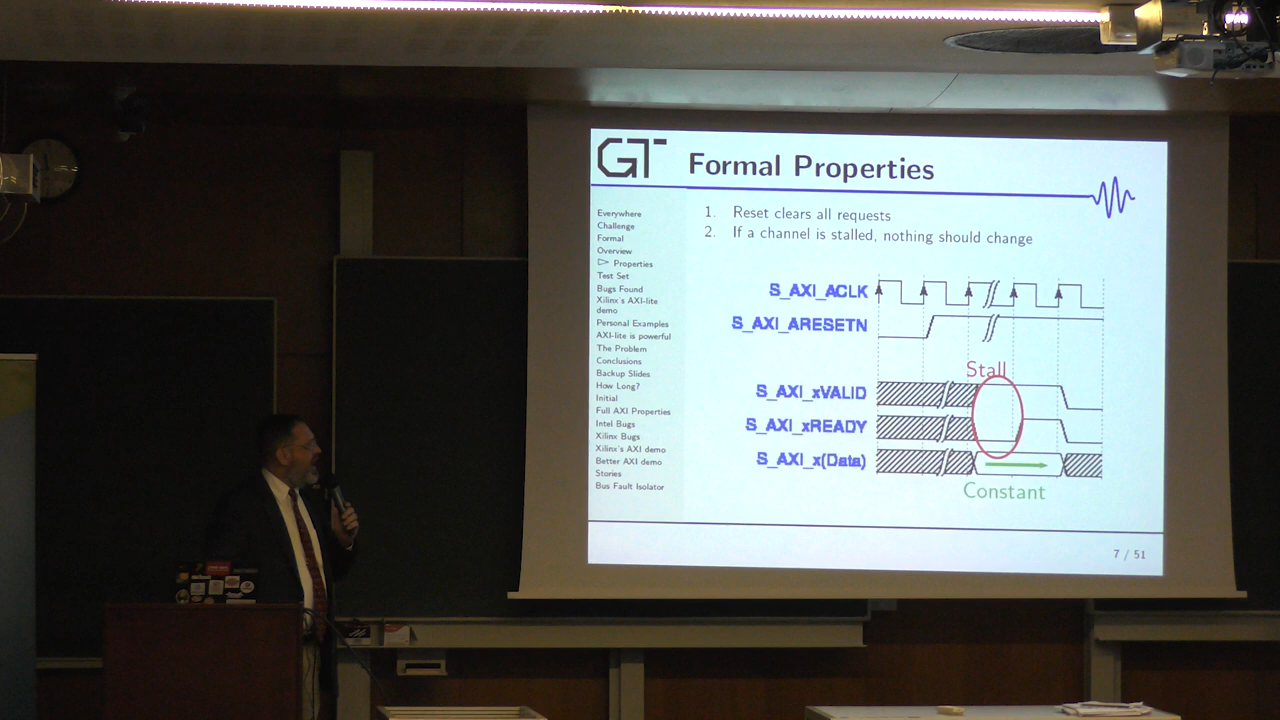 GT
Formal Properties
Everywhere
Challenge
Formal
Overview
▷ Properties
Test Set
Bugs Found
Xilinx's AXI-lite
demo
Personal Examples
AXI-lite is powerful
The Problem
Conclusions
Backup Slides
How Long?
Initial
Full AXI Properties
Intel Bugs
Xilinx Bugs
Xilinx's AXI demo
Better AXI demo
Stories
Bus Fault Isolator
1. Reset clears all requests
2. If a channel is stalled, nothing should change
S_AXI_ACLK
S_AXI_ARESETN
Stall
S_AXI_xVALID
S_AXI_xREADY
S_AXI_x(Data)
Constant
7 / 51